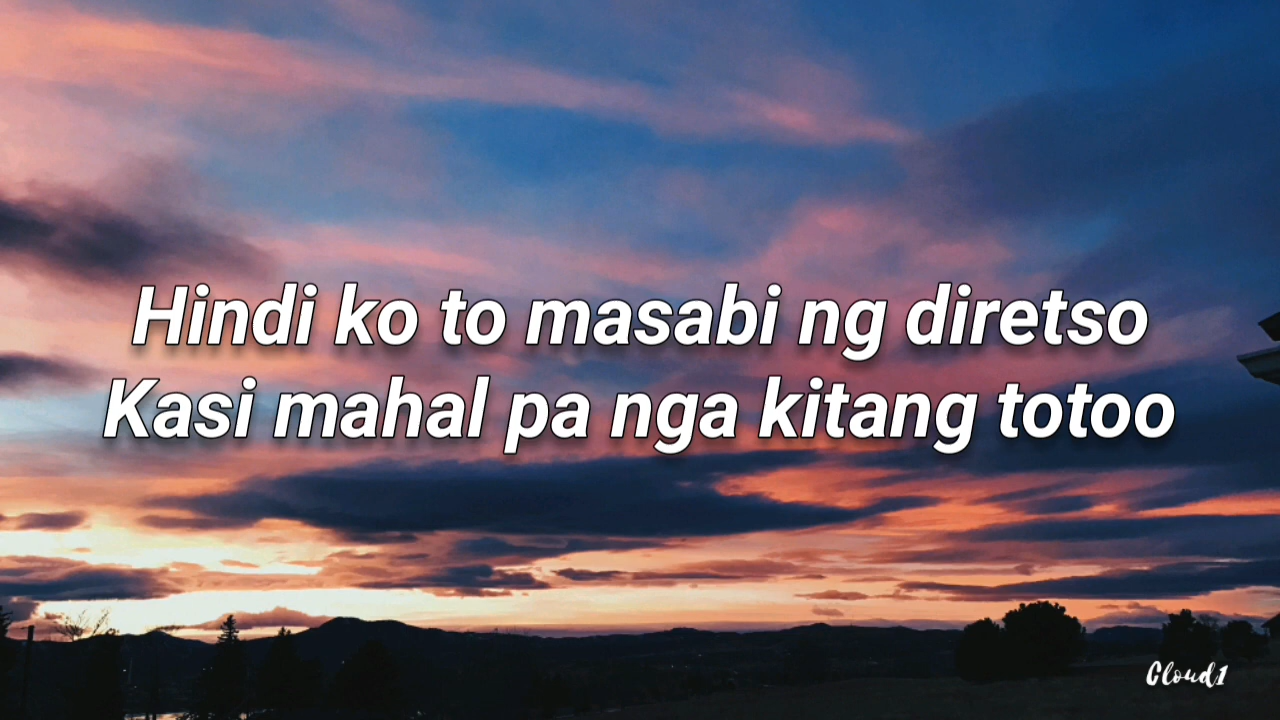 Hindi ko to masabi ng diretso
Kasi mahal pa nga kitang totoo
Cloud1